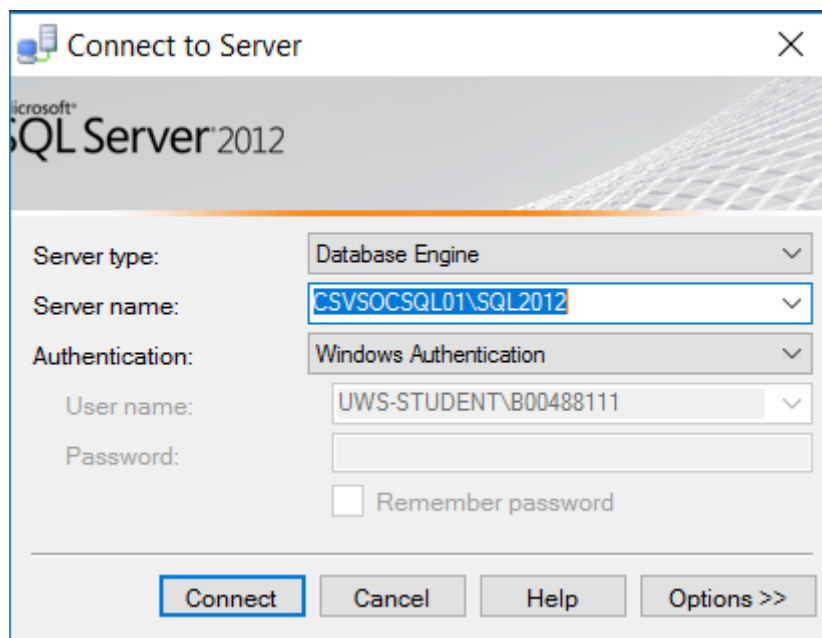 Connect to Server
icrosoft®
SQL Server® 2012
Server type: Database Engine
Server name: CSVSOCSQL01\SQL2012
Authentication: Windows Authentication
User name: UWS-STUDENT\B00488111
Password:
Remember password
Connect Cancel Help Options >>